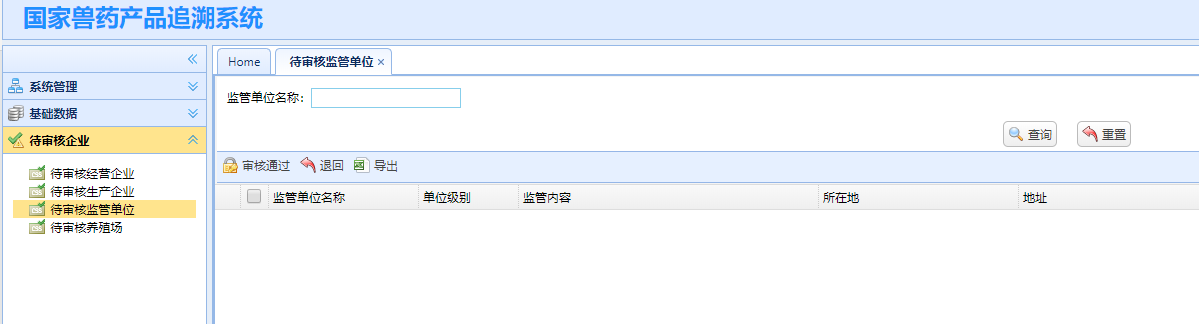 国家兽药产品追溯系统
Home 待审核监管单位
系统管理
基础数据
待审核企业
待审核经营企业
待审核生产企业
待审核监管单位
待审核养殖场
监管单位名称：
查询 重置
审核通过 退回 导出
监管单位名称 单位级别 监管内容 所在地 地址